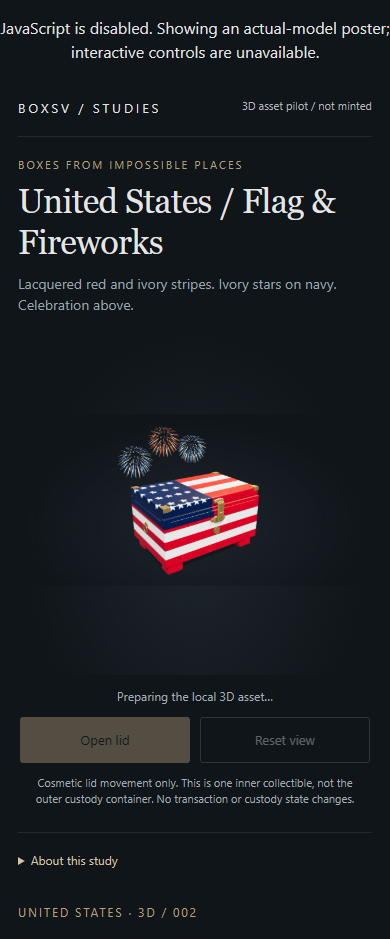 JavaScript is disabled. Showing an actual-model poster;
interactive controls are unavailable.
BOXSV / STUDIES
3D asset pilot / not minted
BOXES FROM IMPOSSIBLE PLACES
United States / Flag &
Fireworks
Lacquered red and ivory stripes. Ivory stars on navy.
Celebration above.
Preparing the local 3D asset...
Open lid
Reset view
Cosmetic lid movement only. This is one inner collectible, not the
outer custody container. No transaction or custody state changes.
▶ About this study
UNITED STATES · 3D / 002